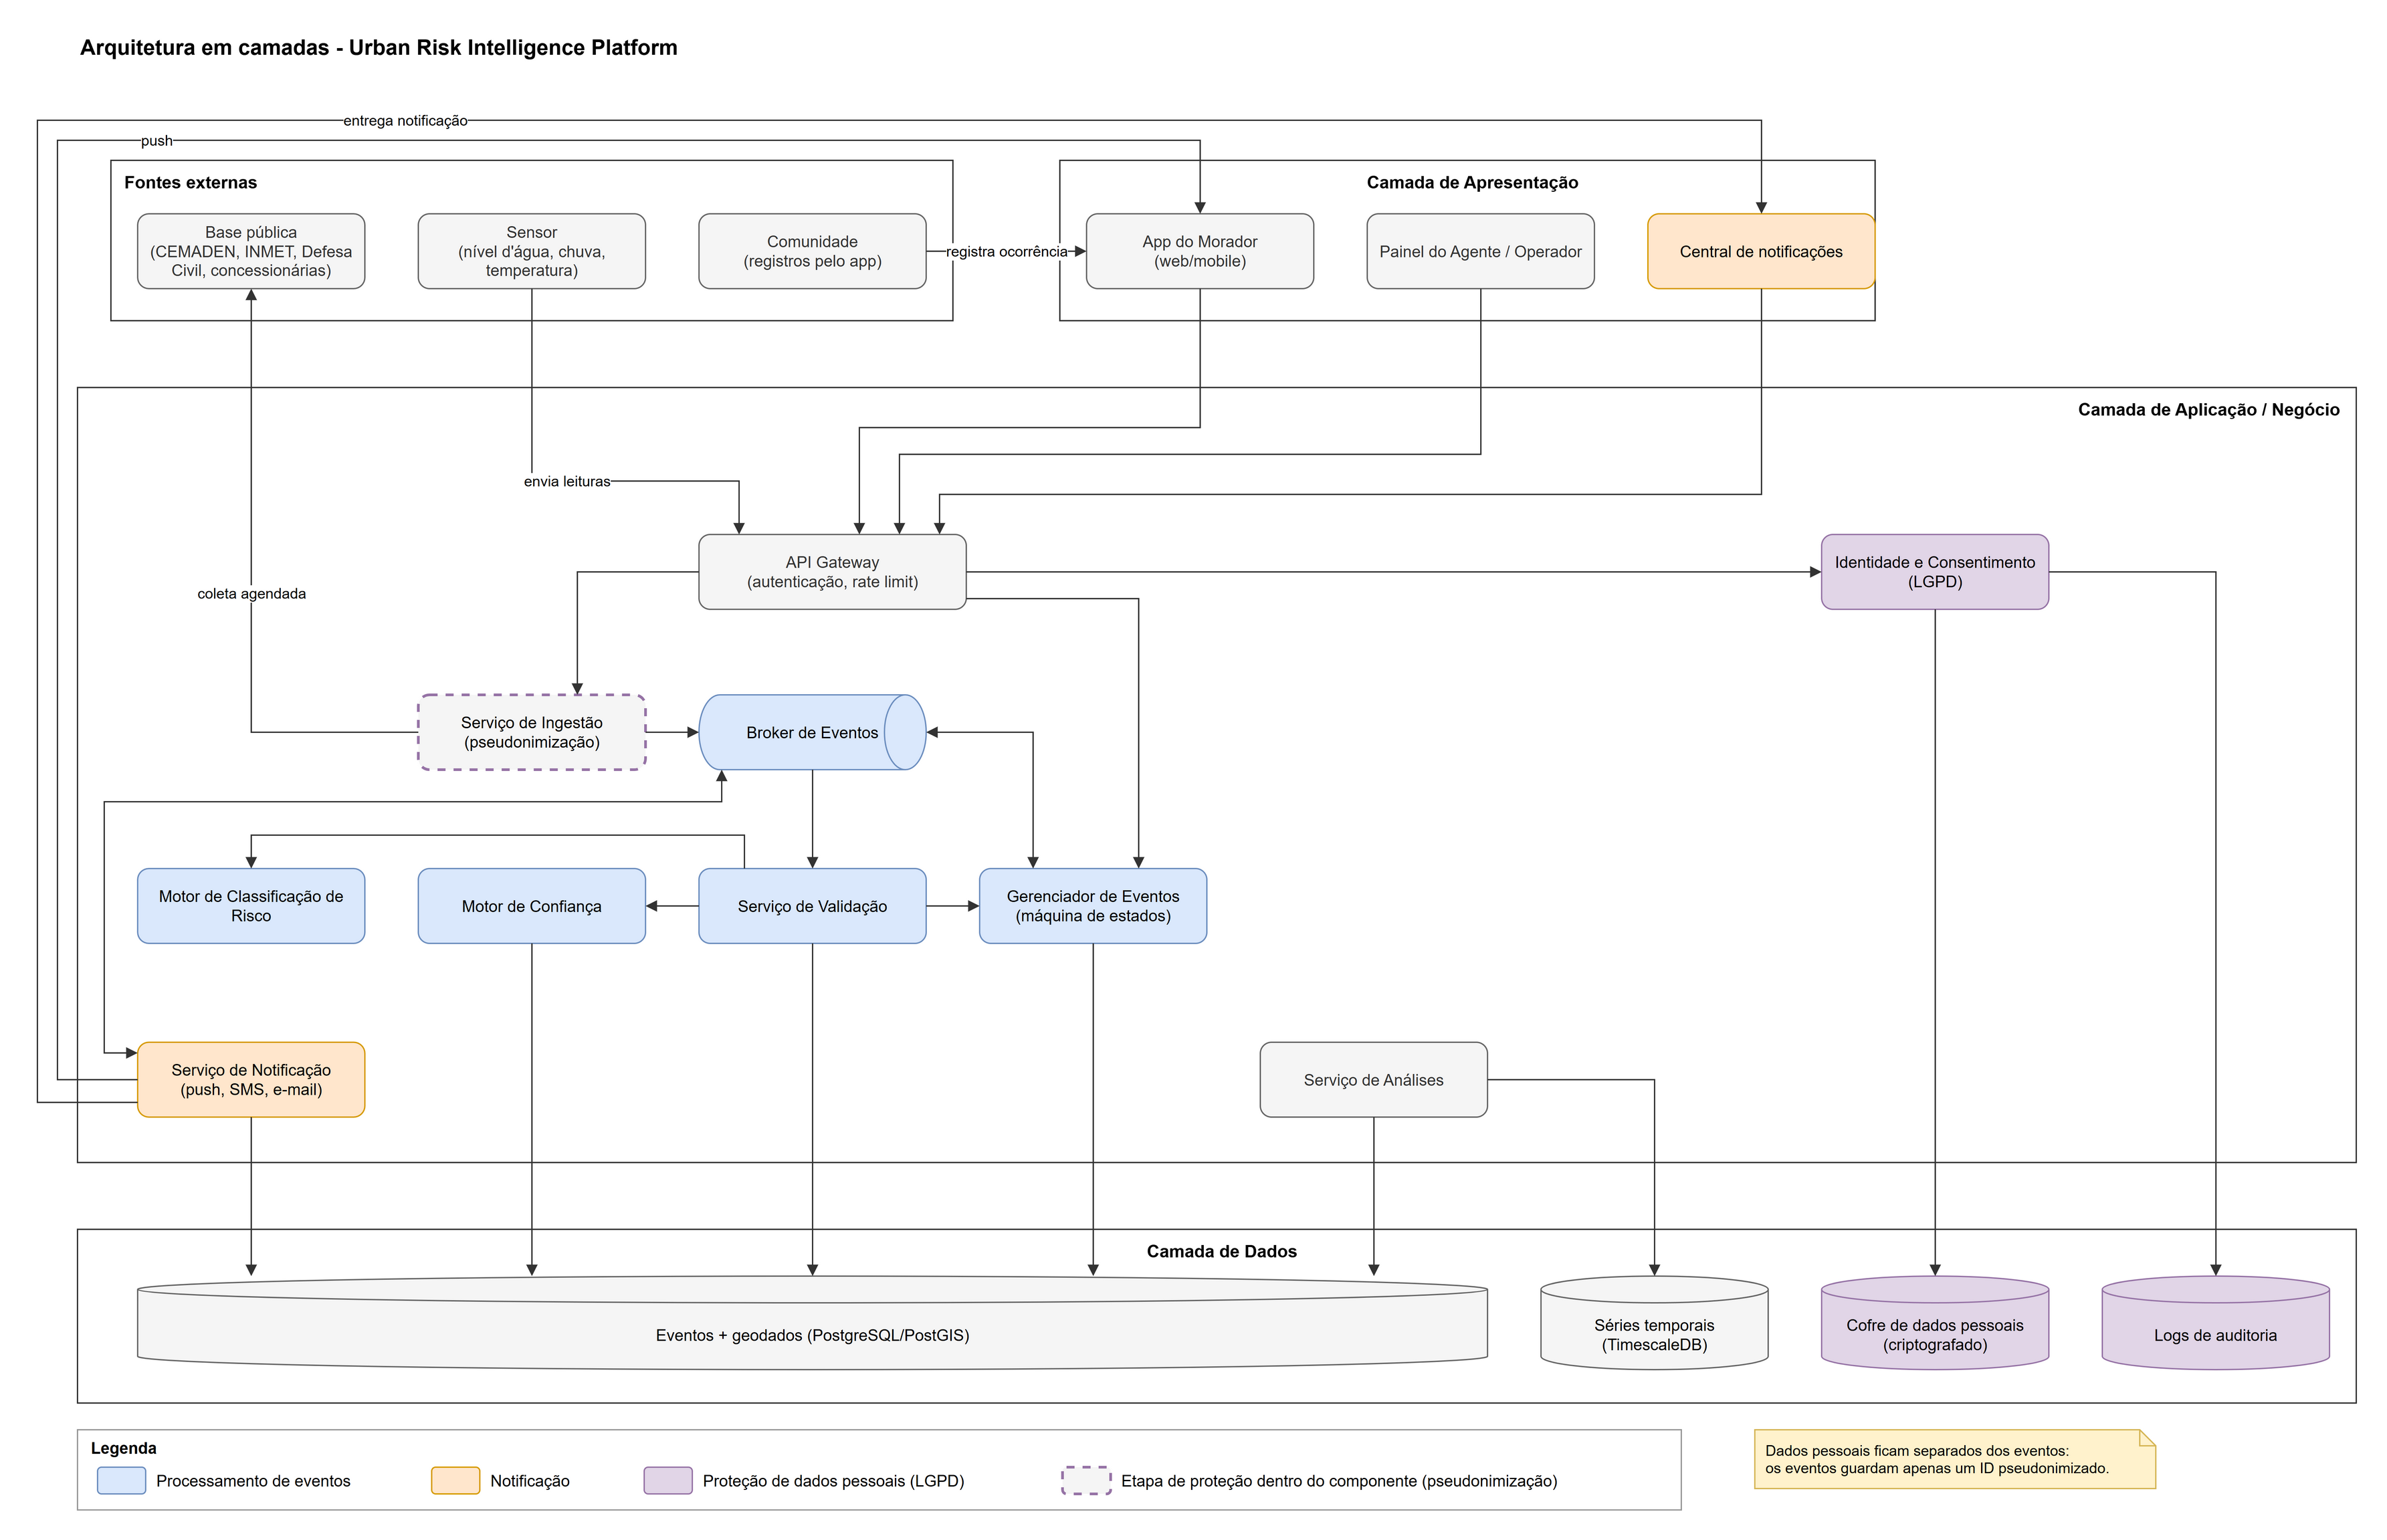 Arquitetura em camadas - Urban Risk Intelligence Platform
entrega notificação
push
Fontes externas
Camada de Apresentação
Base pública
(CEMADEN, INMET, Defesa
Civil, concessionárias)
Sensor
(nível d'água, chuva,
temperatura)
Comunidade
(registros pelo app)
registra ocorrência
App do Morador
(web/mobile)
Painel do Agente / Operador
Central de notificações
Camada de Aplicação / Negócio
envia leituras
API Gateway
(autenticação, rate limit)
Identidade e Consentimento
(LGPD)
coleta agendada
Serviço de Ingestão
(pseudonimização)
Broker de Eventos
Motor de Classificação de
Risco
Motor de Confiança
Serviço de Validação
Gerenciador de Eventos
(máquina de estados)
Serviço de Notificação
(push, SMS, e-mail)
Serviço de Análises
Camada de Dados
Eventos + geodados (PostgreSQL/PostGIS)
Séries temporais
(TimescaleDB)
Cofre de dados pessoais
(criptografado)
Logs de auditoria
Legenda
Processamento de eventos
Notificação
Proteção de dados pessoais (LGPD)
Etapa de proteção dentro do componente (pseudonimização)
Dados pessoais ficam separados dos eventos:
os eventos guardam apenas um ID pseudonimizado.